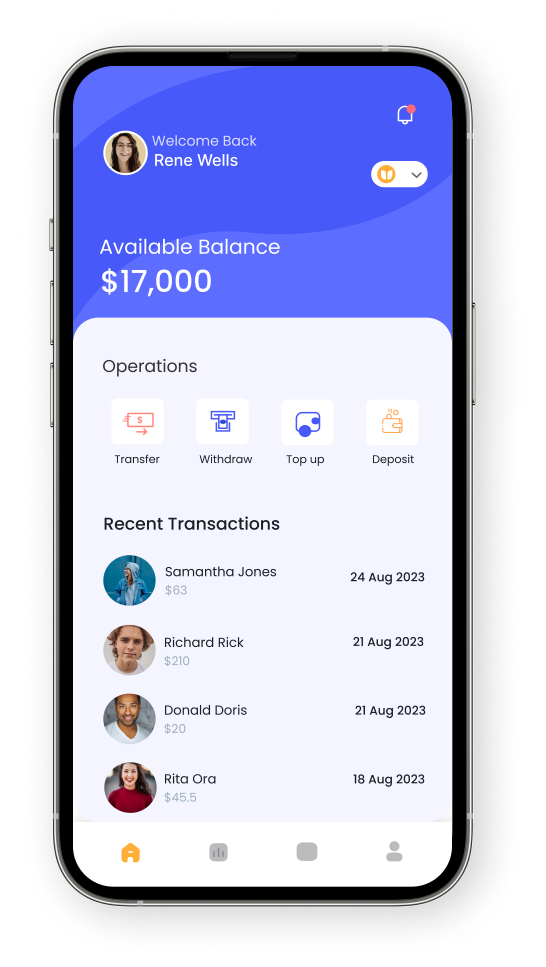 Welcome Back
Rene Wells
Available Balance
$17,000
Operations
$
Transfer
Withdraw
Top up
Deposit
Recent Transactions
Samantha Jones
24 Aug 2023
$63
Richard Rick
21 Aug 2023
$210
Donald Doris
21 Aug 2023
$20
Rita Ora
18 Aug 2023
$45.5